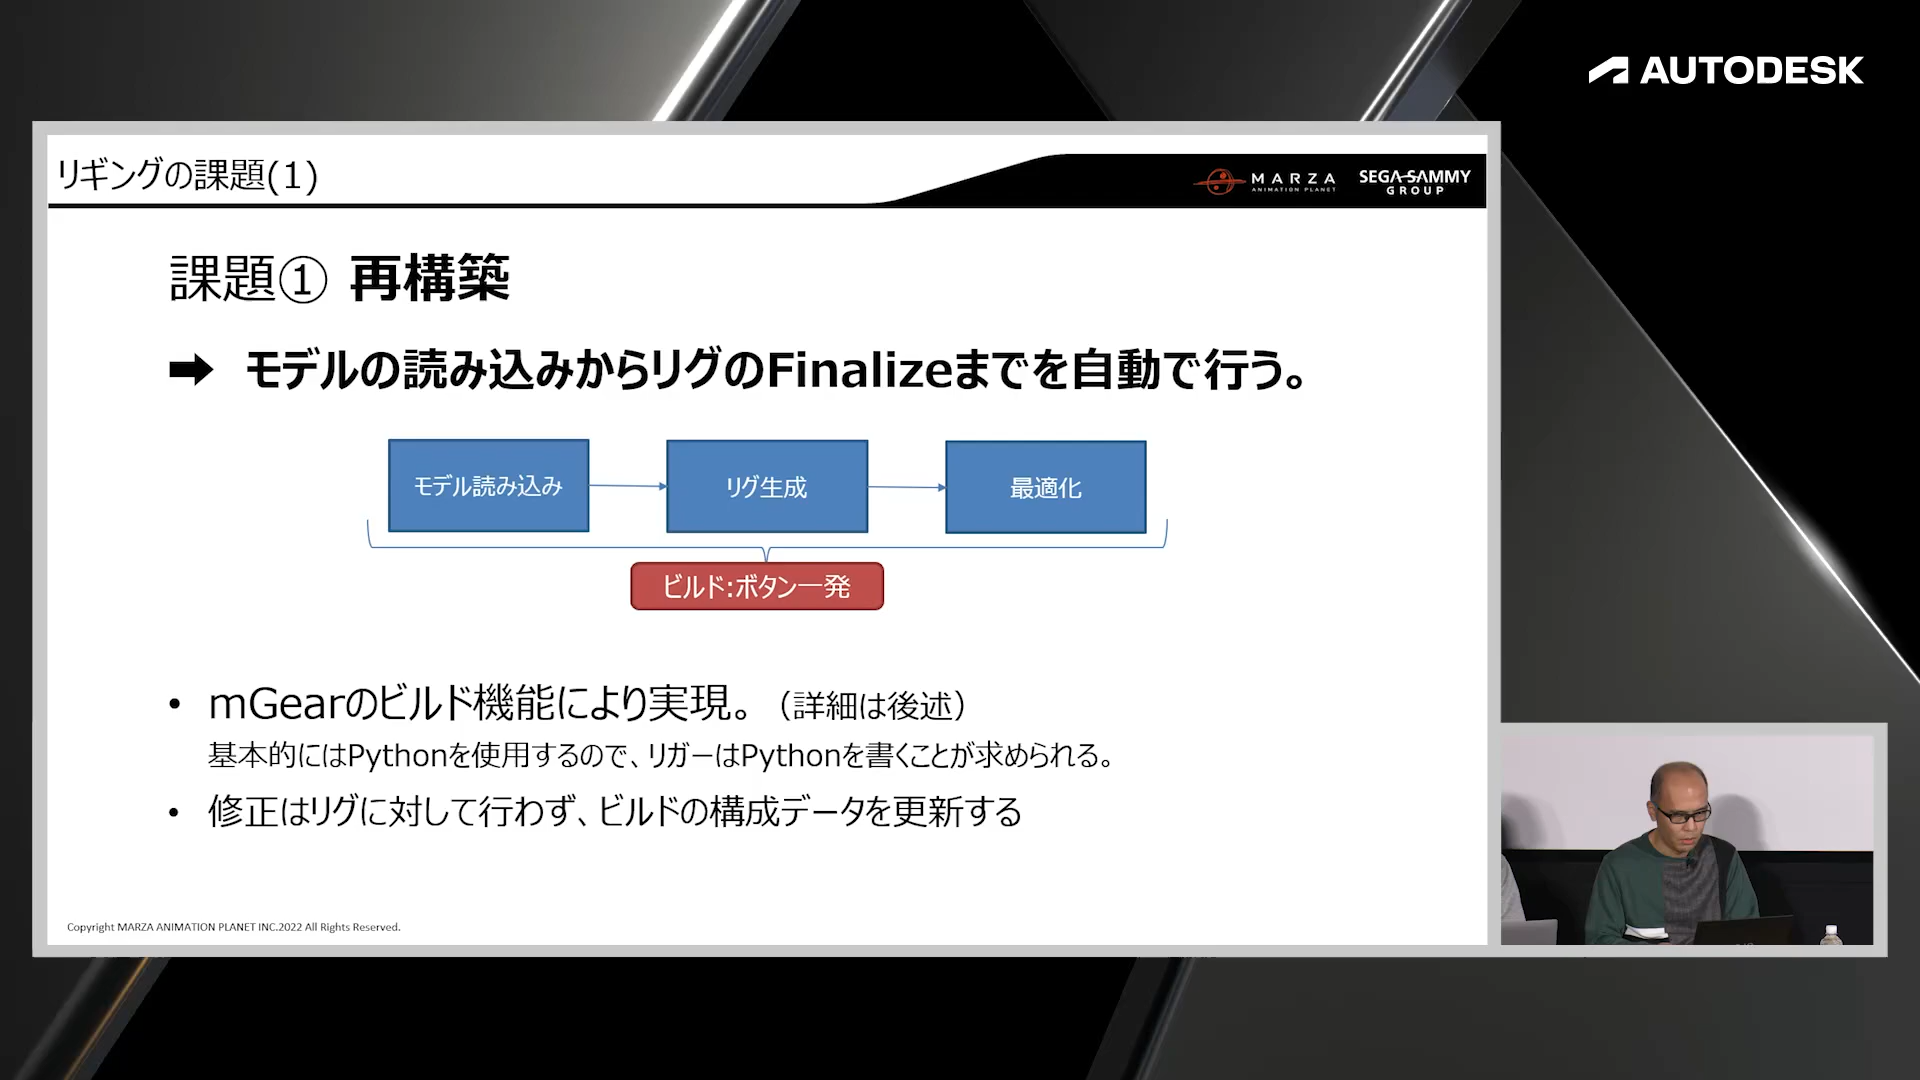 AUTODESK
リギングの課題(1)
MARZA
ANIMATION PLANET
SEGA SAMMY
GROUP
課題① 再構築
➡ モデルの読み込みからリグのFinalizeまでを自動で行う。
モデル読み込み
リグ生成
最適化
ビルド:ボタン一発
• mGearのビルド機能により実現。（詳細は後述）
基本的にはPythonを使用するので、リガーはPythonを書くことが求められる。
• 修正はリグに対して行わず、ビルドの構成データを更新する
Copyright MARZA ANIMATION PLANET INC.2022 All Rights Reserved.